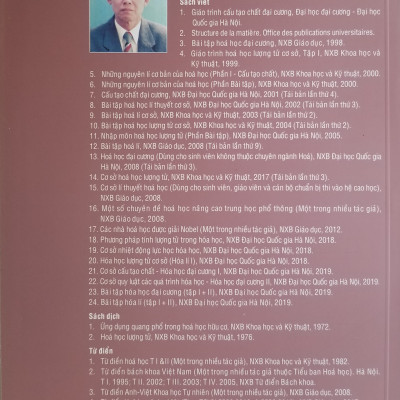 Sách viết
1. Giáo trình cấu tạo chất đại cương, Đại học đại cương - Đại học
Quốc gia Hà Nội.
2. Structure de la matière, Office des publications universitaires.
3. Bài tập hoá học đại cương, NXB Giáo dục, 1998.
4. Giáo trình hoá học lượng tử cơ sở, Tập I, NXB Khoa học và
Kỹ thuật, 1999.
5. Những nguyên lí cơ bản của hoá học (Phần I - Cấu tạo chất), NXB Khoa học và Kỹ thuật, 2000.
6. Những nguyên lí cơ bản của hoá học (Phần Bài tập), NXB Khoa học và Kỹ thuật, 2000.
7. Cấu tạo chất đại cương, NXB Đại học Quốc gia Hà Nội, 2001 (Tái bản lần thứ 4).
8. Bài tập hoá học lí thuyết cơ sở, NXB Đại học Quốc gia Hà Nội, 2002 (Tái bản lần thứ 3).
9. Bài tập hoá lí cơ sở, NXB Khoa học và Kỹ thuật, 2003 (Tái bản lần thứ 2).
10. Bài tập hoá học lượng tử cơ sở, NXB Khoa học và Kỹ thuật, 2004 (Tái bản lần thứ 2).
11. Nhập môn hoá học lượng tử (Phần Bài tập), NXB Đại học Quốc gia Hà Nội, 2005.
12. Bài tập hoá lí, NXB Giáo dục, 2008 (Tái bản lần thứ 9).
13. Hoá học đại cương (Dùng cho sinh viên không thuộc chuyên ngành Hoá), NXB Đại học Quốc gia
Hà Nội, 2008 (Tái bản lần thứ 3).
14. Cơ sở hoá học lượng tử, NXB Khoa học và Kỹ thuật, 2017 (Tái bản lần thứ 3).
15. Cơ sở lí thuyết hoá học (Dùng cho sinh viên, giáo viên và cán bộ chuẩn bị thi vào hệ cao học),
NXB Giáo dục, 2008.
16. Một số chuyên đề hoá học nâng cao trung học phổ thông (Một trong nhiều tác giả),
NXB Giáo dục, 2008.
17. Các nhà hoá học được giải Nobel (Một trong nhiều tác giả), NXB Giáo dục, 2012.
18. Phương pháp tính lượng tử trong hóa học, NXB Đại học Quốc gia Hà Nội, 2018.
19. Cơ sở nhiệt động lực học hóa học, NXB Đại học Quốc gia Hà Nội, 2018.
20. Hóa học lượng tử cơ sở (Hóa lí I), NXB Đại học Quốc gia Hà Nội, 2018.
21. Cơ sở cấu tạo chất - Hóa học đại cương I, NXB Đại học Quốc gia Hà Nội, 2019.
22. Cơ sở quy luật các quá trình hóa học - Hóa học đại cương II, NXB Đại học Quốc gia Hà Nội, 2019.
23. Bài tập hóa học đại cương (tập I + II), NXB Đại học Quốc gia Hà Nội, 2019.
24. Bài tập hóa lí (tập I + II), NXB Đại học Quốc gia Hà Nội, 2019.
Sách dịch
1. Ứng dụng quang phổ trong hoá học hữu cơ, NXB Khoa học và Kỹ thuật, 1972.
2. Hoá học lượng tử, NXB Khoa học và Kỹ thuật, 1976.
Từ điển
1. Từ điển hoá học T I & II (Một trong nhiều tác giả), NXB Khoa học và Kỹ thuật, 1982.
2. Từ điển bách khoa Việt Nam (Một trong nhiều tác giả thuộc Tiểu ban Hoá học). Hà Nội.
T I, 1995; T II, 2002; T III, 2003; T IV, 2005, NXB Từ điển Bách khoa.
3. Từ điển Anh-Việt Khoa học Tự nhiên (Một trong nhiều tác giả), NXB Giáo dục, 2008.